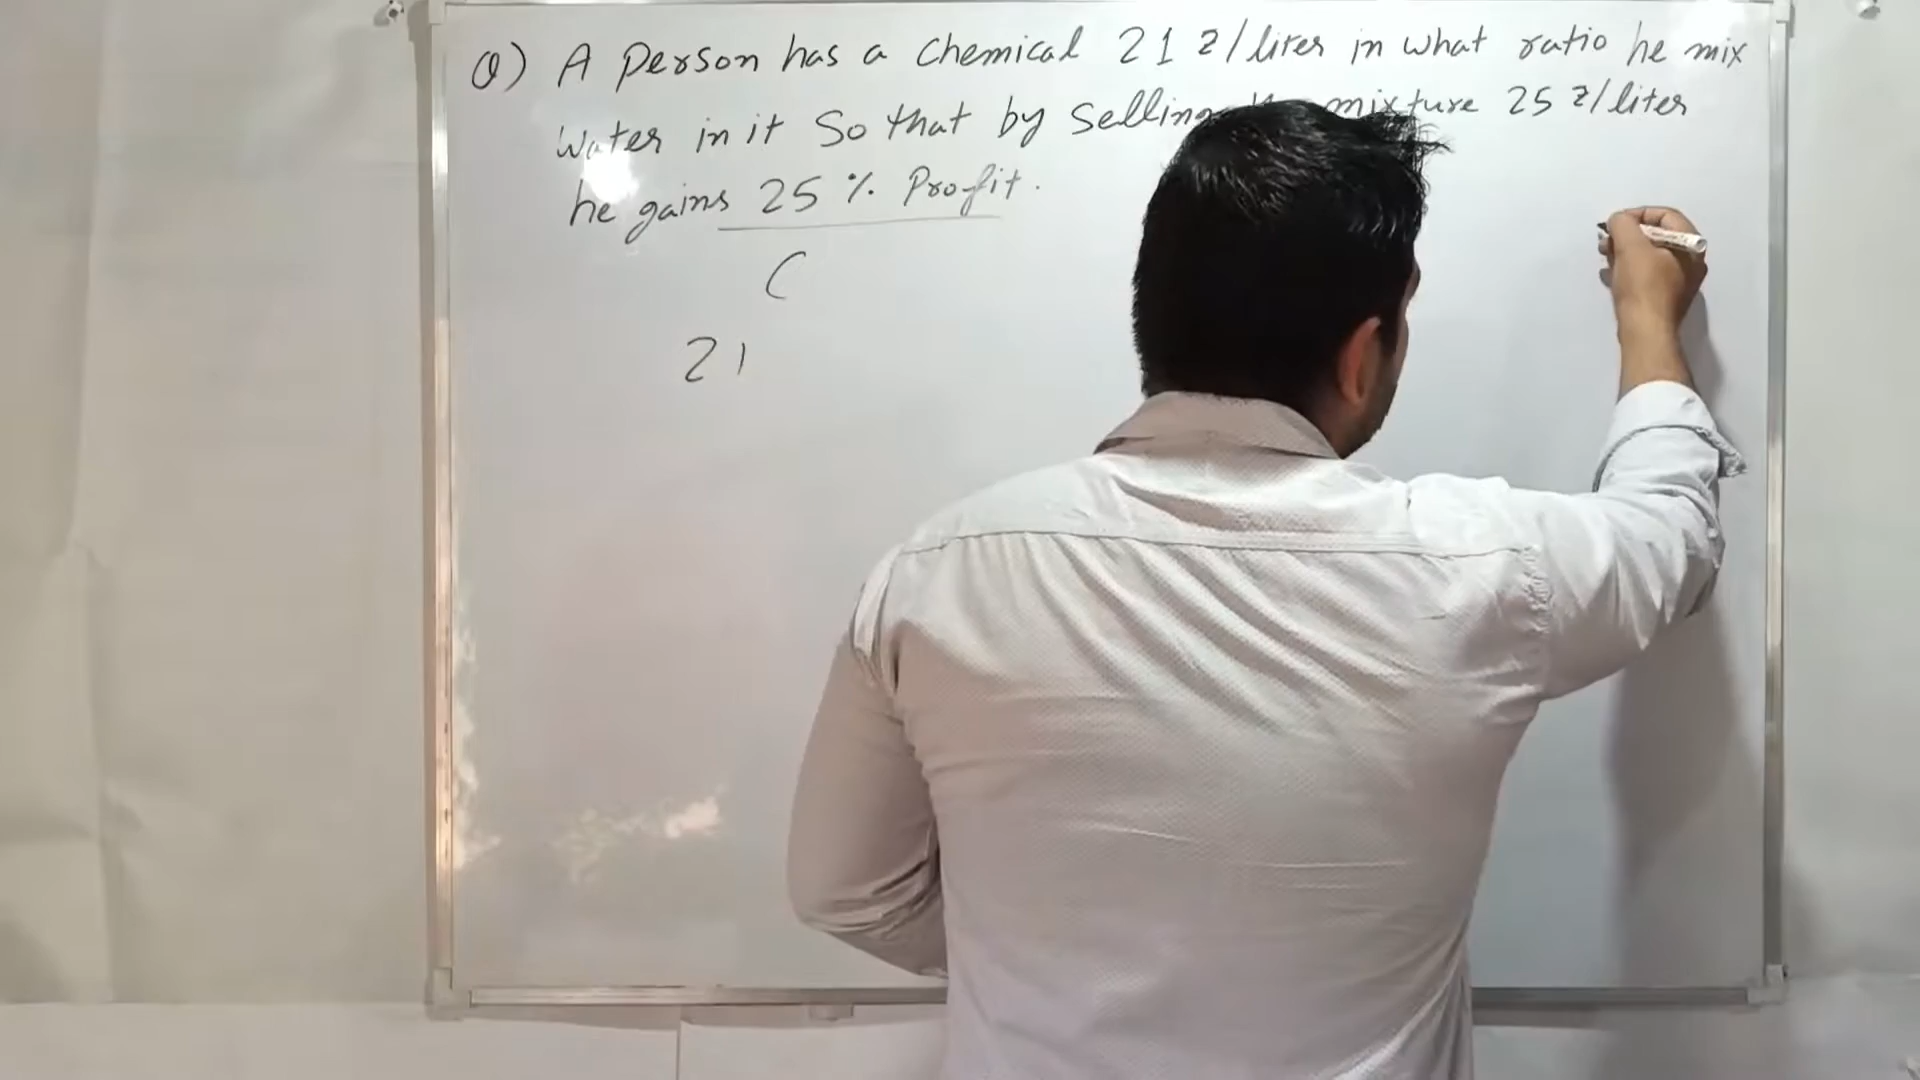 Q) A person has a chemical 21 ₹/liter in what ratio he mix
Water in it So that by Selling mixture 25 ₹/liter
he gains 25 % Profit.
C
21